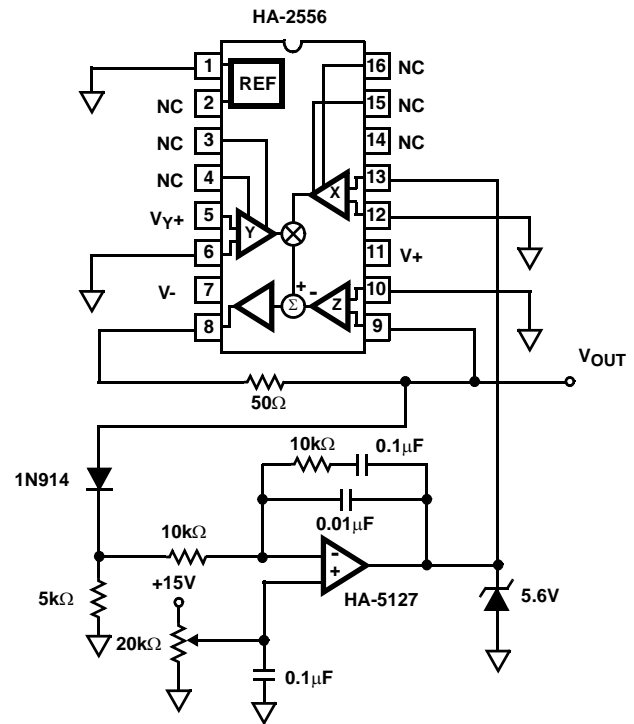 HA-2556
1
16
NC
REF
NC
2
15
NC
NC
3
14
NC
NC
4
13
X
VY+
5
12
Y
6
11
V+
V-
7
+
-
10
Σ
Z
8
9
VOUT
50Ω
10kΩ
0.1μF
1N914
0.01μF
10kΩ
-
+
+15V
5kΩ
HA-5127
5.6V
20kΩ
0.1μF